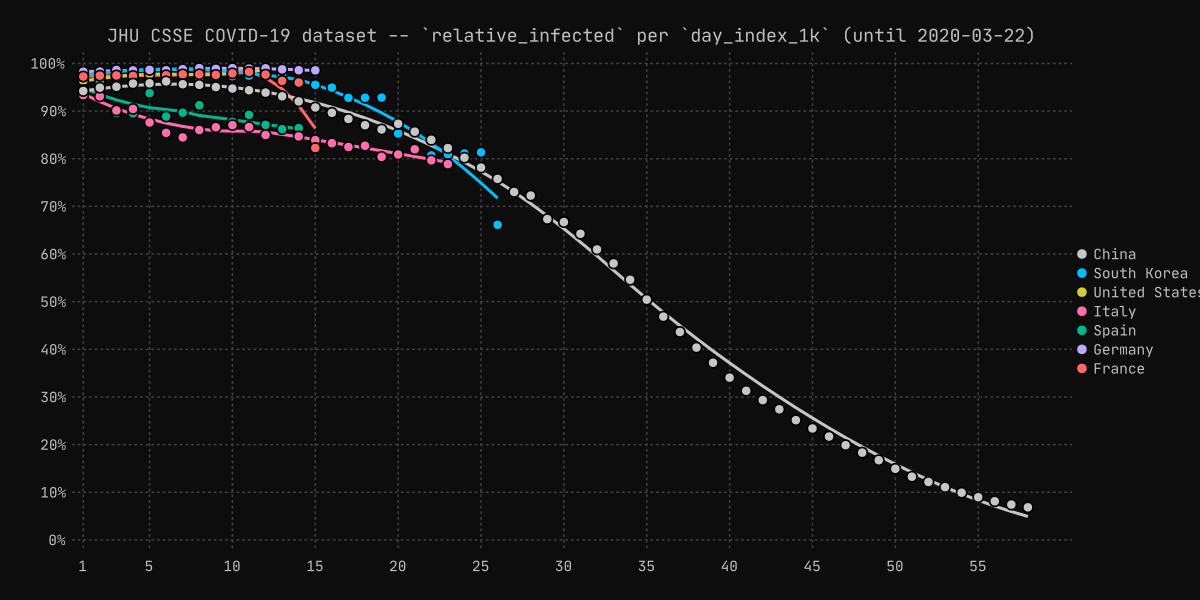 JHU CSSE COVID-19 dataset -- `relative_infected` per `day_index_1k` (until 2020-03-22)
100%
90%
80%
70%
60%
50%
40%
30%
20%
10%
0%
1 5 10 15 20 25 30 35 40 45 50 55
China
South Korea
United States
Italy
Spain
Germany
France